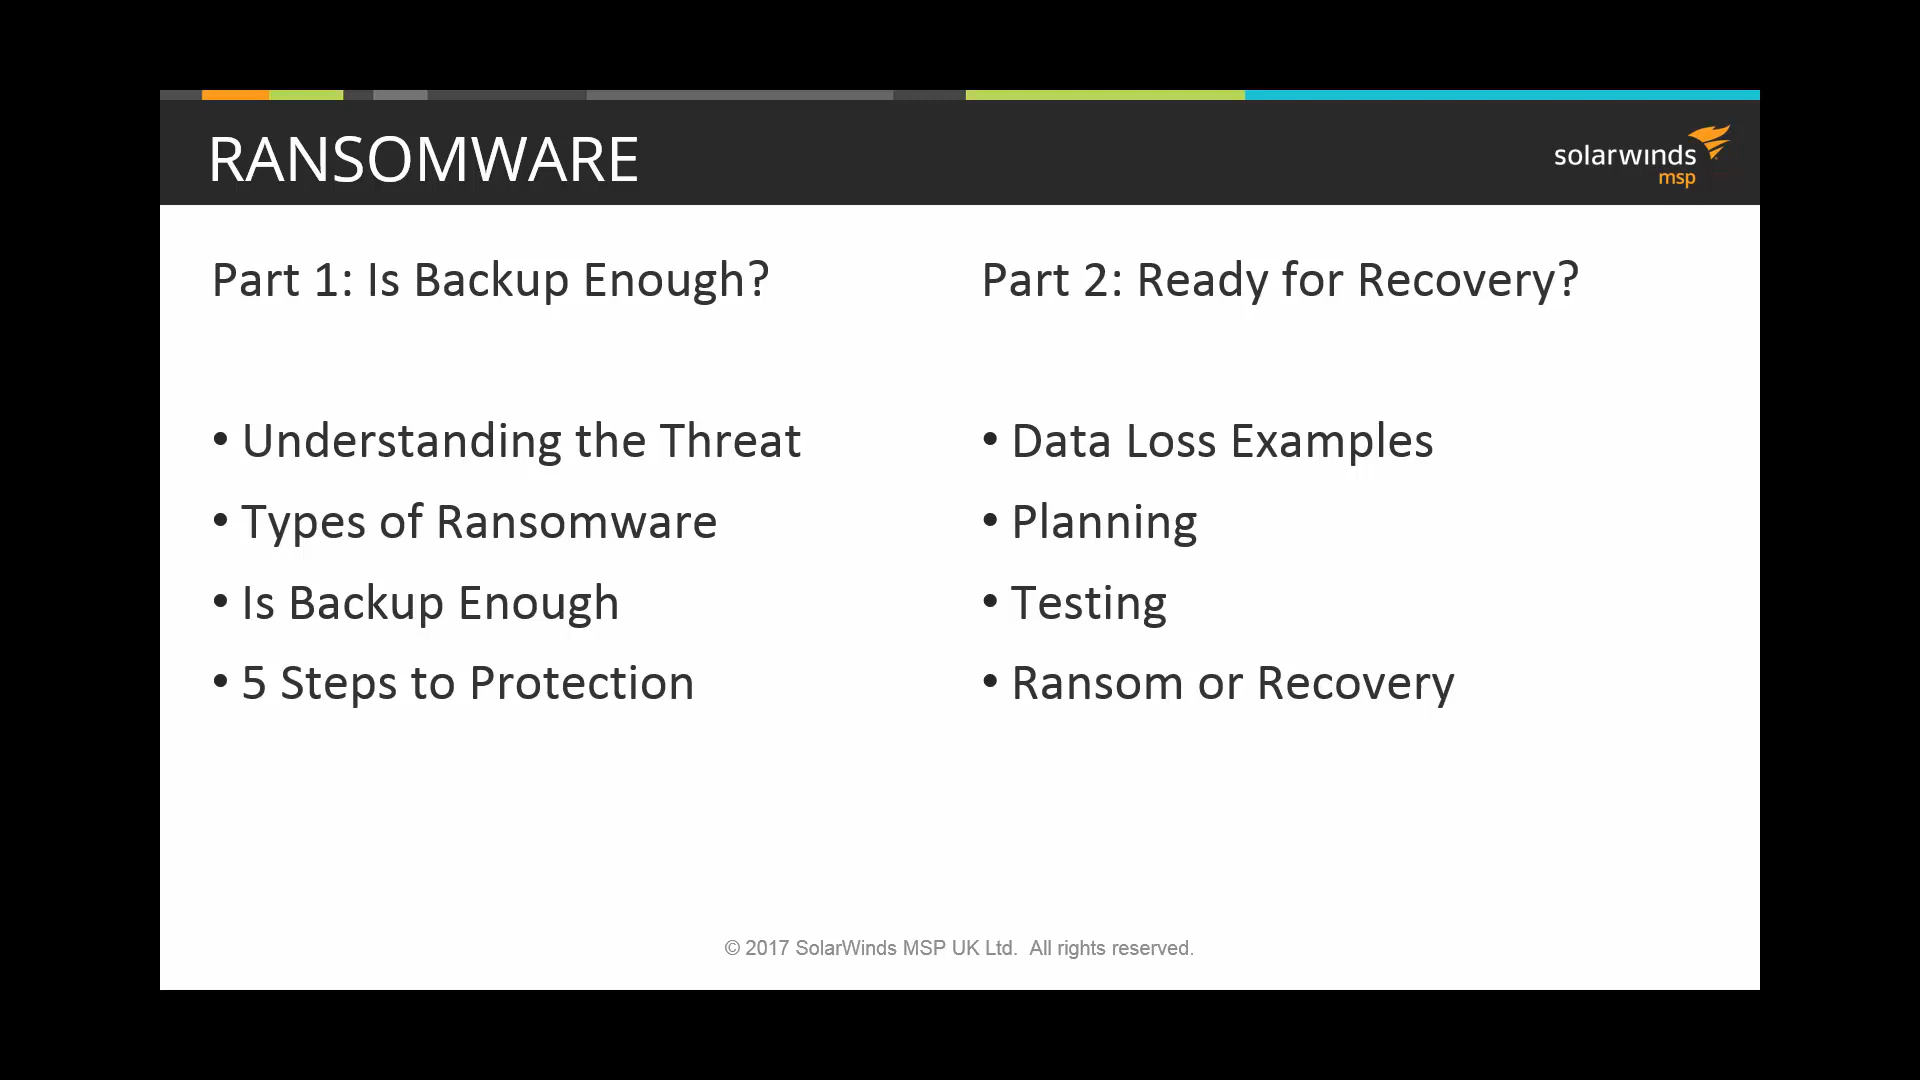 RANSOMWARE
solarwinds
msp
Part 1: Is Backup Enough?
• Understanding the Threat
• Types of Ransomware
• Is Backup Enough
• 5 Steps to Protection
Part 2: Ready for Recovery?
• Data Loss Examples
• Planning
• Testing
• Ransom or Recovery
© 2017 SolarWinds MSP UK Ltd.  All rights reserved.